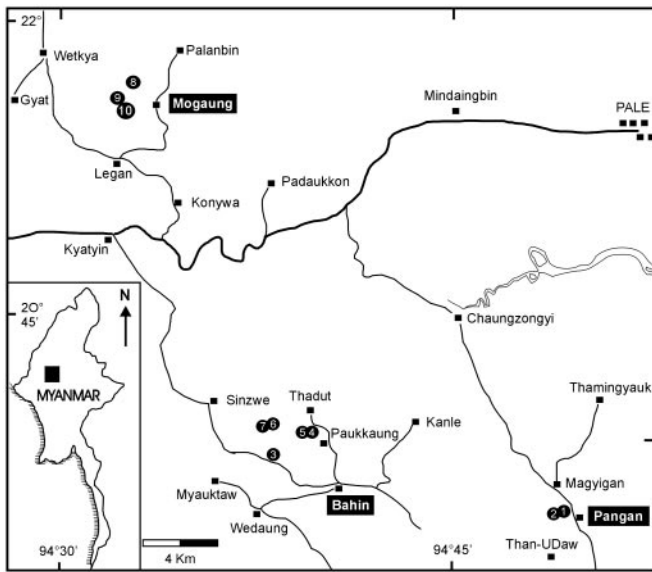 22°
Wetkya
Palanbin
8
Gyat
9
10
Mogaung
Mindaingbin
PALE
Legan
Konywa
Padaukkon
Kyatyin
N
20°
45'
MYANMAR
Chaungzongyi
Sinzwe
Thadut
Kanle
Thamingyauk
7 6
5 4
Paukkaung
3
Myauktaw
Bahin
Magyigan
Wedaung
2 1
Pangan
Than-UDaw
4 Km
94°30'
94°45'